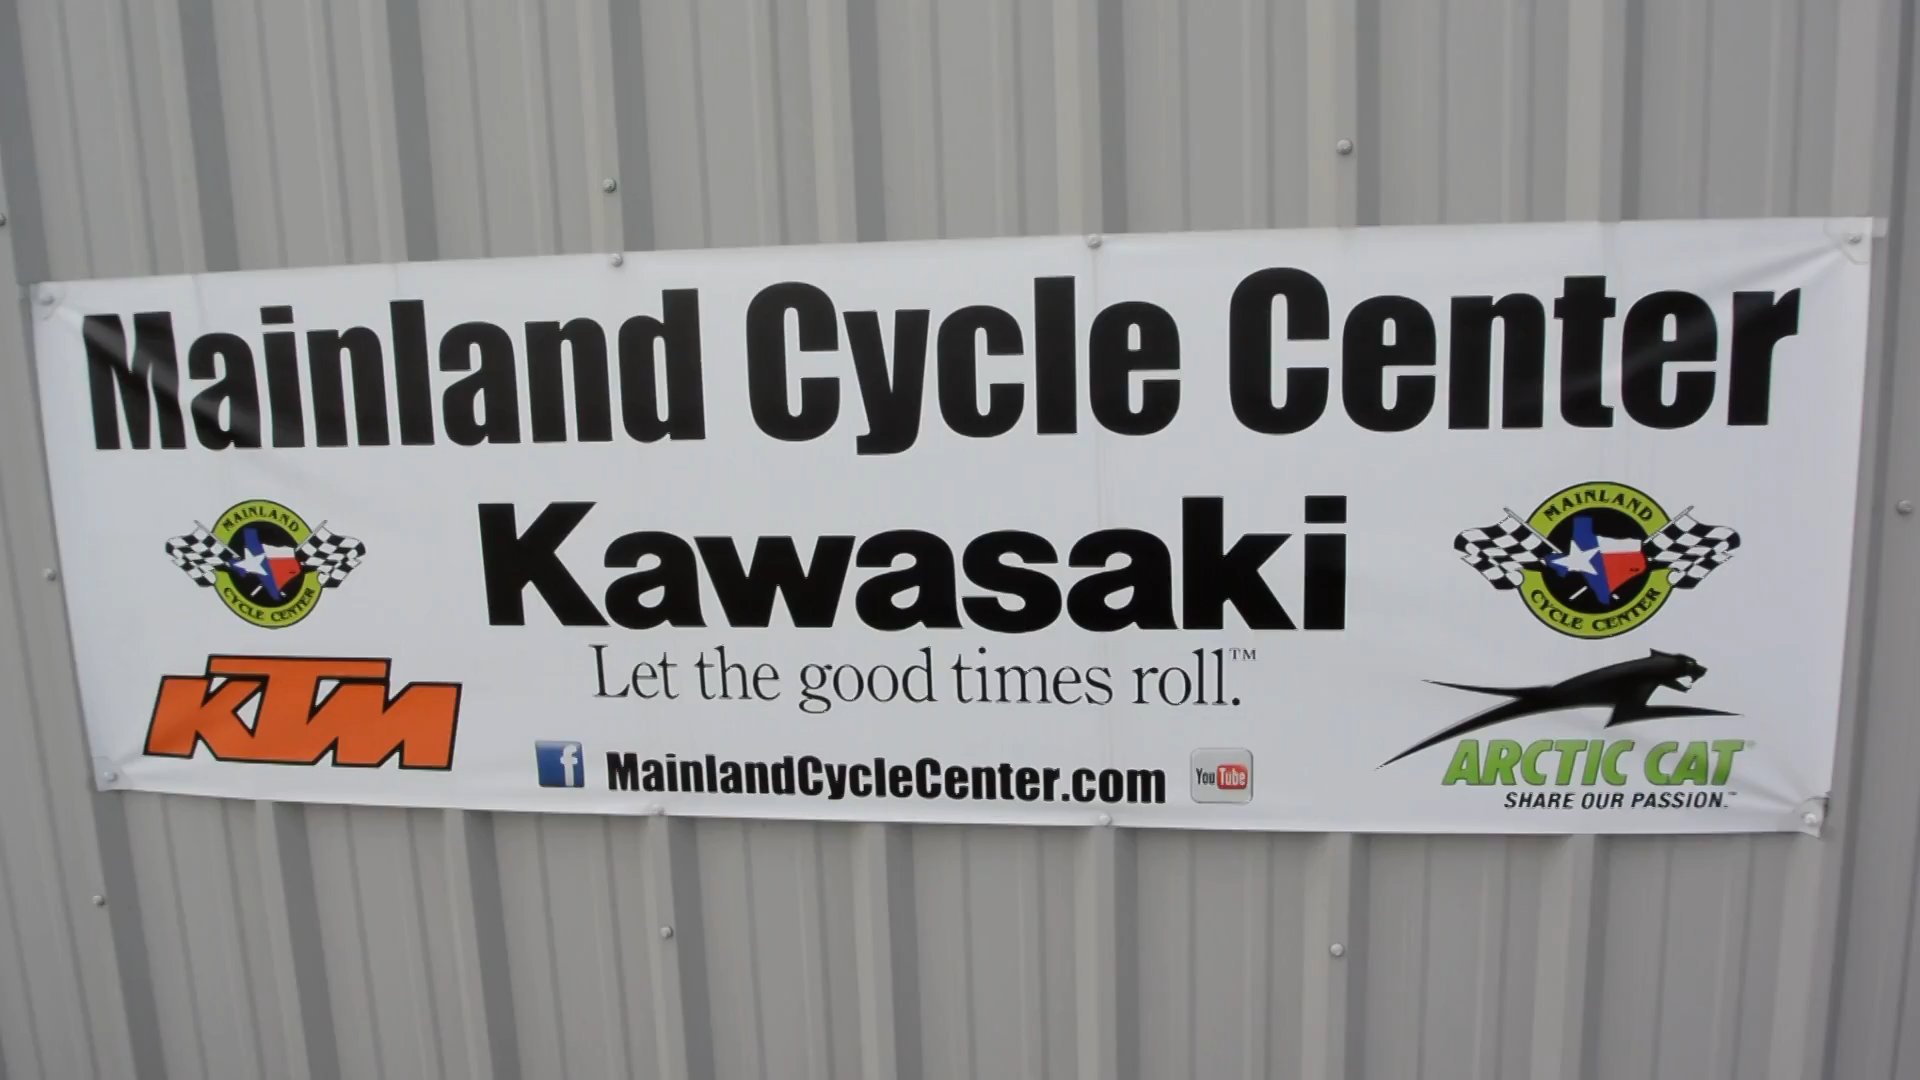 Mainland Cycle Center
MAINLAND
CYCLE CENTER
Kawasaki
Let the good times roll.™
MAINLAND
CYCLE CENTER
KTM
f MainlandCycleCenter.com YouTube
ARCTIC CAT
SHARE OUR PASSION.™